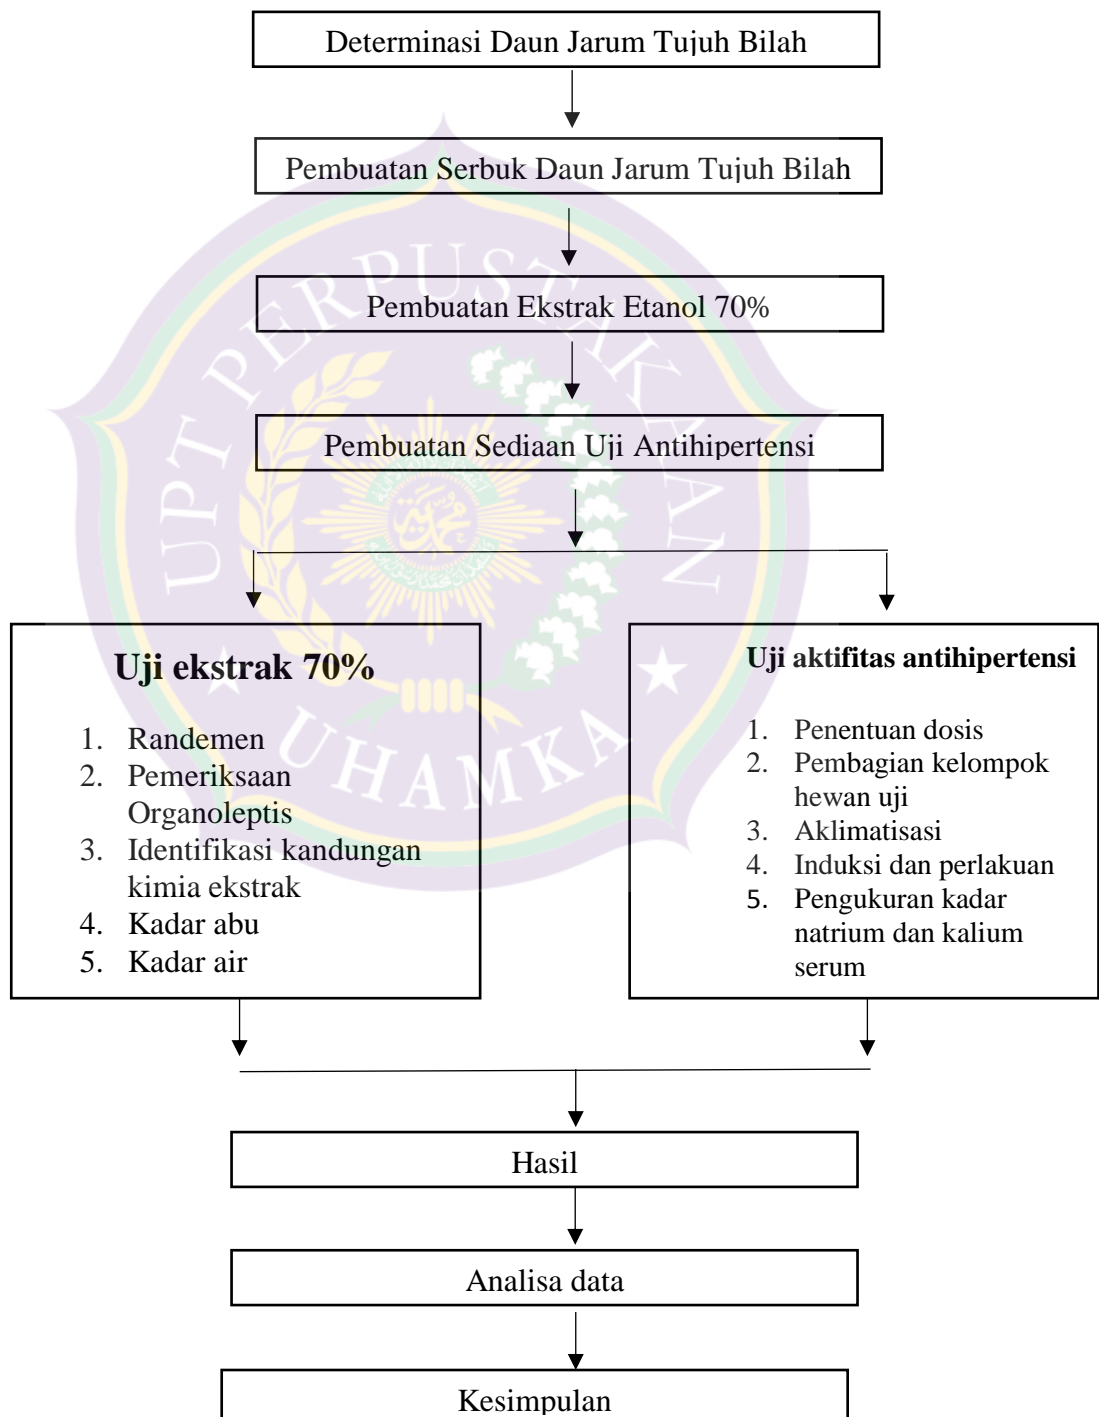 Determinasi Daun Jarum Tujuh Bilah
Pembuatan Serbuk Daun Jarum Tujuh Bilah
Pembuatan Ekstrak Etanol 70%
Pembuatan Sediaan Uji Antihipertensi
Uji ekstrak 70%
1. Randemen
2. Pemeriksaan
Organoleptis
3. Identifikasi kandungan
kimia ekstrak
4. Kadar abu
5. Kadar air
Uji aktifitas antihipertensi
1. Penentuan dosis
2. Pembagian kelompok
hewan uji
3. Aklimatisasi
4. Induksi dan perlakuan
5. Pengukuran kadar
natrium dan kalium
serum
Hasil
Analisa data
Kesimpulan
UPT PERPUSTAKAAN
UHAMKA